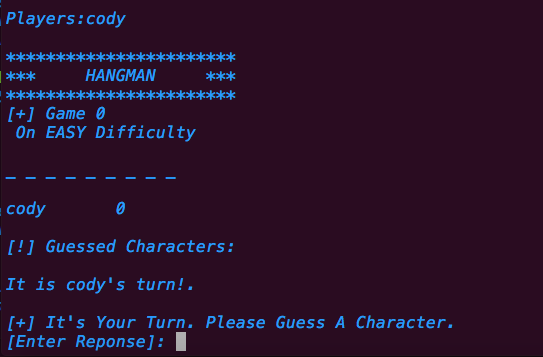 Players:cody
***********************
***     HANGMAN     ***
***********************
[+] Game 0
On EASY Difficulty
_ _ _ _ _ _ _ _ _
cody       0
[!] Guessed Characters:
It is cody's turn!.
[+] It's Your Turn. Please Guess A Character.
[Enter Reponse]: